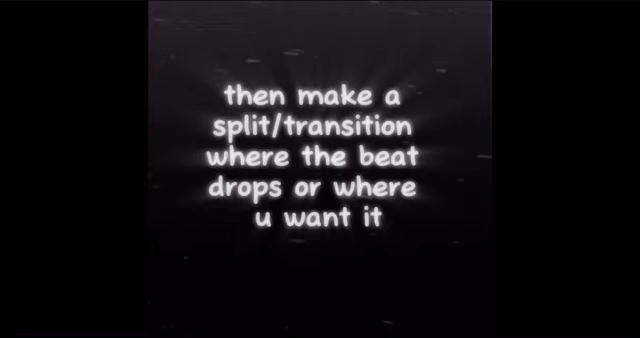 then make a
split/transition
where the beat
drops or where
u want it